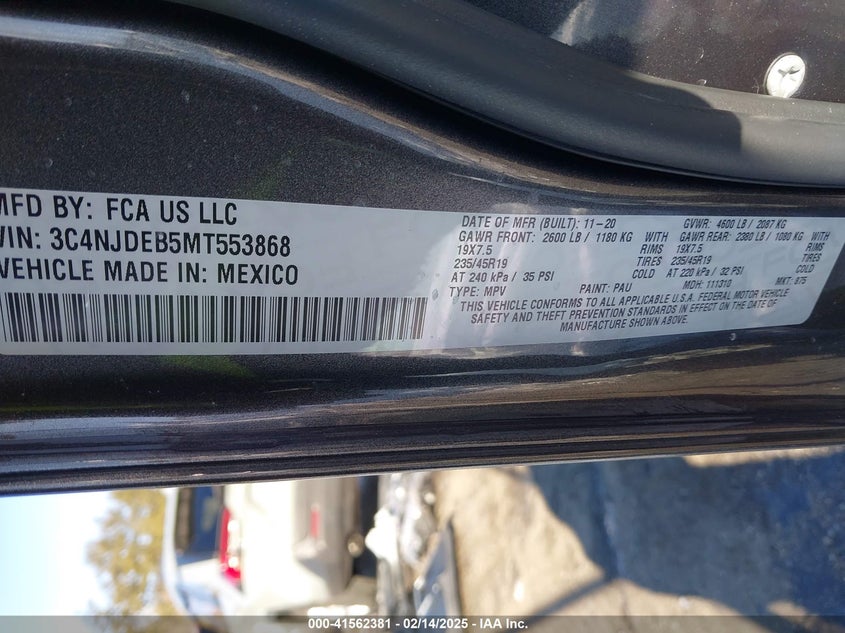 MFD BY: FCA US LLC
VIN: 3C4NJDEB5MT553868
VEHICLE MADE IN: MEXICO
DATE OF MFR (BUILT): 11-20 GVWR: 4600 LB / 2087 KG
GAWR FRONT: 2600 LB / 1180 KG GAWR REAR: 2380 LB / 1080 KG
19X7.5 RIMS 19X7.5 RIMS
235/45R19 TIRES 235/45R19 TIRES
AT 240 kPa / 35 PSI COLD AT 220 kPa / 32 PSI COLD
TYPE: MPV PAINT: PAU MDH: 111310 MKT: 875
THIS VEHICLE CONFORMS TO ALL APPLICABLE U.S.A. FEDERAL MOTOR VEHICLE
SAFETY AND THEFT PREVENTION STANDARDS IN EFFECT ON THE DATE OF
MANUFACTURE SHOWN ABOVE.
000-41562381 - 02/14/2025 - IAA Inc.